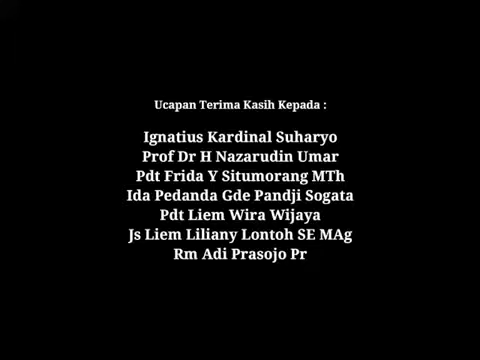 Ucapan Terima Kasih Kepada :
Ignatius Kardinal Suharyo
Prof Dr H Nazarudin Umar
Pdt Frida Y Situmorang MTh
Ida Pedanda Gde Pandji Sogata
Pdt Liem Wira Wijaya
Js Liem Liliany Lontoh SE MAg
Rm Adi Prasojo Pr